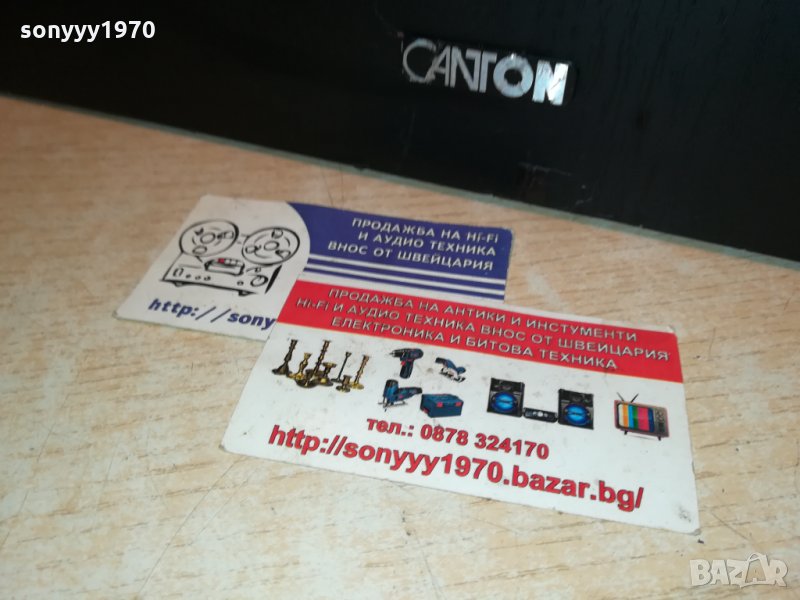 sonyyy1970
CANTON
ПРОДАЖБА НА Hi-Fi
И АУДИО ТЕХНИКА
ВНОС ОТ ШВЕЙЦАРИЯ
http://sony
ПРОДАЖБА НА АНТИКИ И ИНСТУМЕНТИ
Hi-Fi И АУДИО ТЕХНИКА ВНОС ОТ ШВЕЙЦАРИЯ
ЕЛЕКТРОНИКА И БИТОВА ТЕХНИКА
тел.: 0878 324170
http://sonyyy1970.bazar.bg/
BAZAR